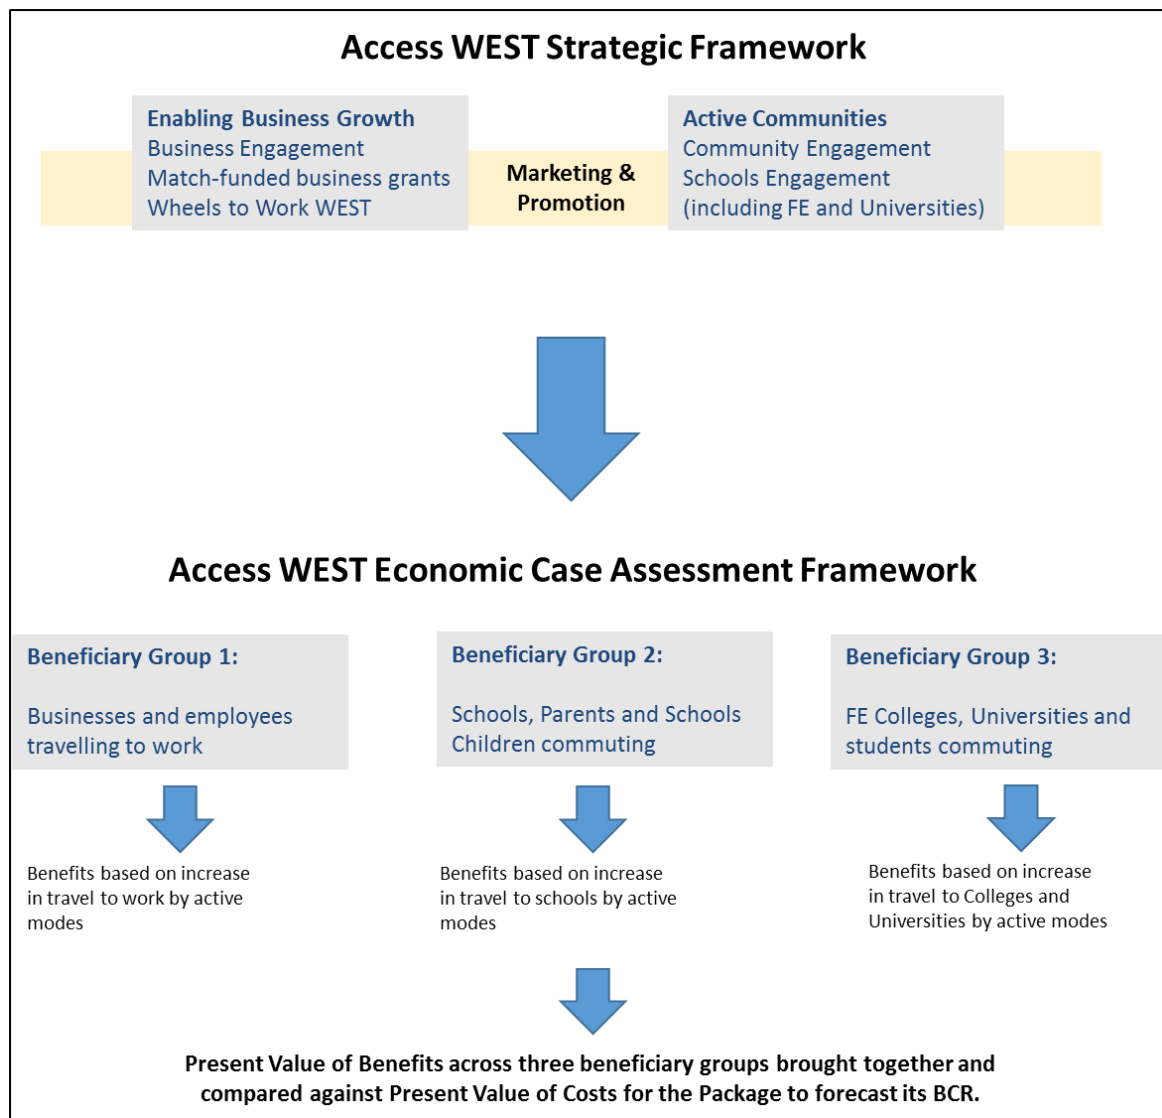 Access WEST Strategic Framework
Enabling Business Growth
Business Engagement
Match-funded business grants
Wheels to Work WEST
Marketing &
Promotion
Active Communities
Community Engagement
Schools Engagement
(including FE and Universities)
Access WEST Economic Case Assessment Framework
Beneficiary Group 1:
Businesses and employees
travelling to work
Beneficiary Group 2:
Schools, Parents and Schools
Children commuting
Beneficiary Group 3:
FE Colleges, Universities and
students commuting
Benefits based on increase
in travel to work by active
modes
Benefits based on increase
in travel to schools by active
modes
Benefits based on increase
in travel to Colleges and
Universities by active modes
Present Value of Benefits across three beneficiary groups brought together and
compared against Present Value of Costs for the Package to forecast its BCR.